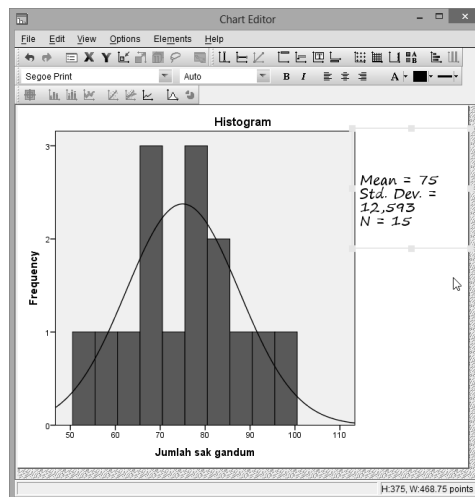 Chart Editor
File Edit View Options Elements Help
X Y
Segoe Print Auto B I A
Histogram
Mean = 75
Std. Dev. =
12,593
N = 15
Frequency
3
2
1
0
50 60 70 80 90 100 110
Jumlah sak gandum
H:375, W:468.75 points